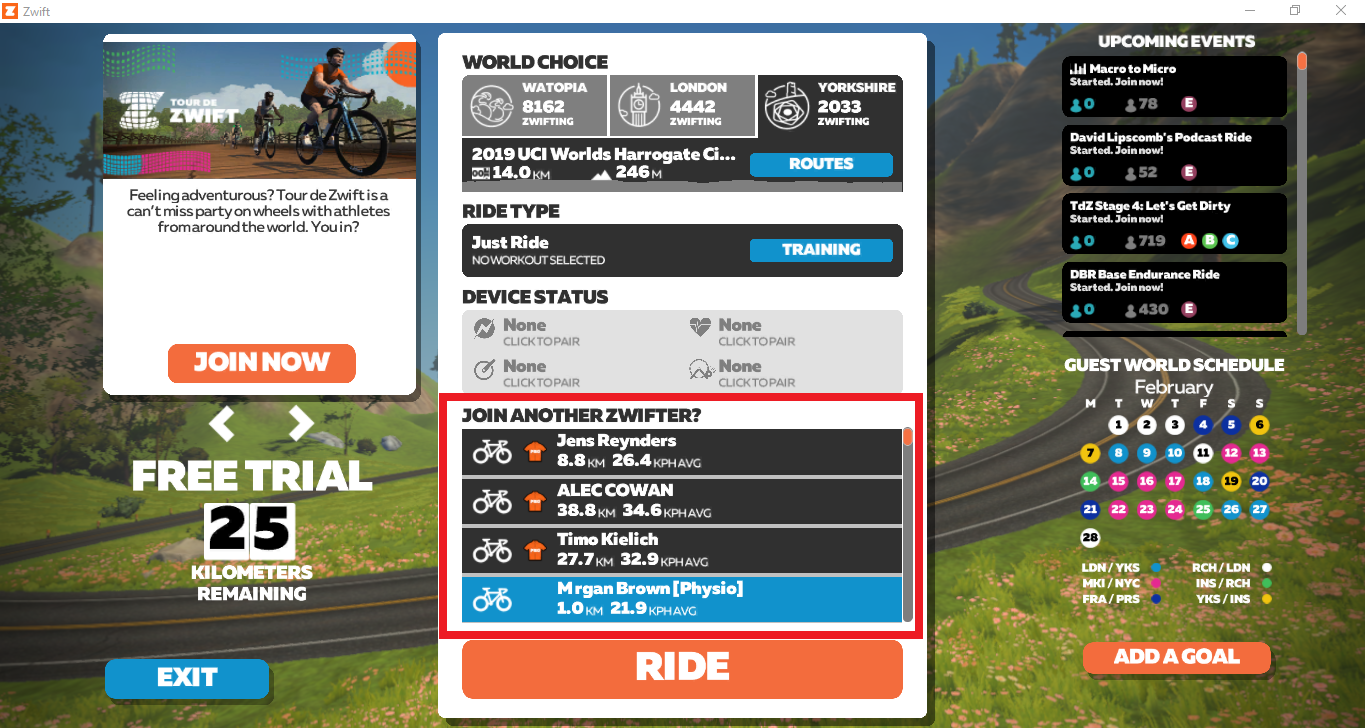 Zwift
TOUR DE
ZWIFT
Feeling adventurous? Tour de Zwift is a
can't miss party on wheels with athletes
from around the world. You in?
JOIN NOW
FREE TRIAL
25
KILOMETERS
REMAINING
EXIT
WORLD CHOICE
WATOPIA
8162
ZWIFTING
LONDON
4442
ZWIFTING
YORKSHIRE
2033
ZWIFTING
2019 UCI Worlds Harrogate Ci...
14.0 KM 246 M
ROUTES
RIDE TYPE
Just Ride
NO WORKOUT SELECTED
TRAINING
DEVICE STATUS
None
CLICK TO PAIR
None
CLICK TO PAIR
None
CLICK TO PAIR
None
CLICK TO PAIR
JOIN ANOTHER ZWIFTER?
Jens Reynders
8.8 KM 26.4 KPH AVG
ALEC COWAN
38.8 KM 34.6 KPH AVG
Timo Kielich
27.7 KM 32.9 KPH AVG
M rgan Brown [Physio]
1.0 KM 21.9 KPH AVG
RIDE
UPCOMING EVENTS
Macro to Micro
Started. Join now!
0 78 E
David Lipscomb's Podcast Ride
Started. Join now!
0 52 E
TdZ Stage 4: Let's Get Dirty
Started. Join now!
0 719 A B C
DBR Base Endurance Ride
Started. Join now!
0 430 E
GUEST WORLD SCHEDULE
February
M T W T F S S
1 2 3 4 5 6
7 8 9 10 11 12 13
14 15 16 17 18 19 20
21 22 23 24 25 26 27
28
LDN / YKS RCH / LDN
MKI / NYC INS / RCH
FRA / PRS YKS / INS
ADD A GOAL